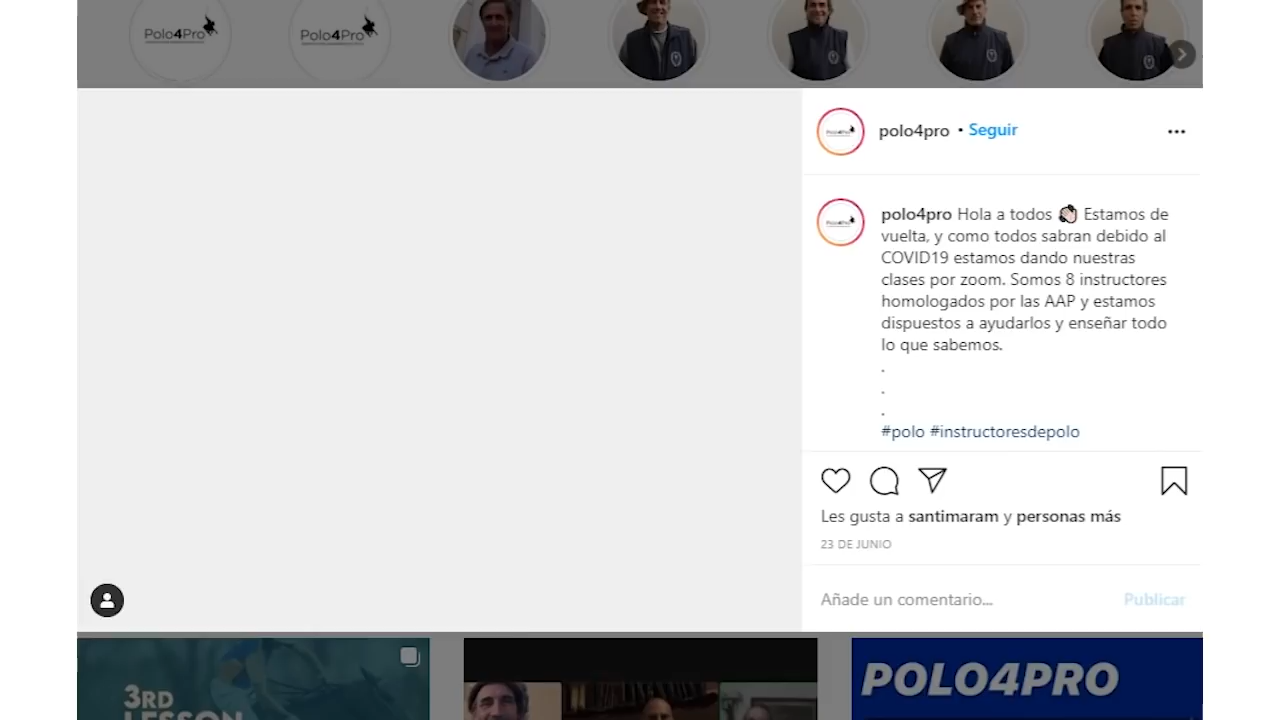 Polo4Pro
Polo4Pro
polo4pro • Seguir
polo4pro Hola a todos 👏🏻 Estamos de
vuelta, y como todos sabran debido al
COVID19 estamos dando nuestras
clases por zoom. Somos 8 instructores
homologados por las AAP y estamos
dispuestos a ayudarlos y enseñar todo
lo que sabemos.
.
.
.
#polo #instructoresdepolo
Les gusta a santimaram y personas más
23 DE JUNIO
Añade un comentario...
Publicar
3RD
LESSON
POLO4PRO